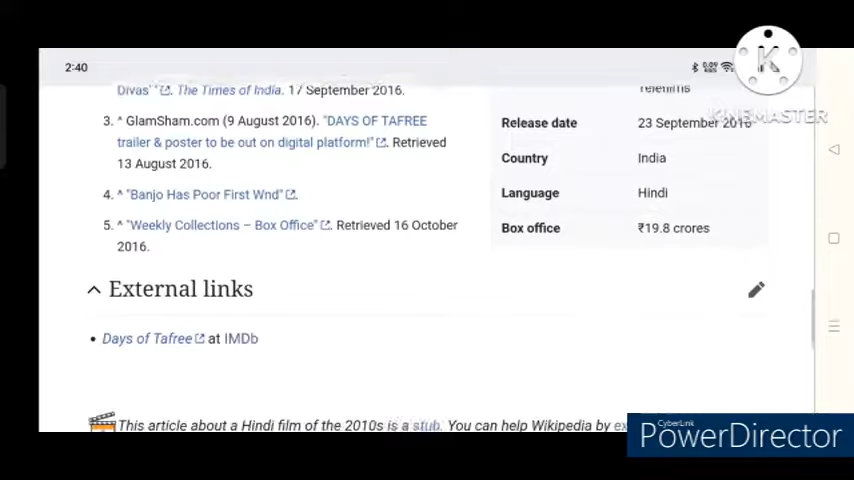 2:40
Divas'". The Times of India. 17 September 2016.
3. ^ GlamSham.com (9 August 2016). "DAYS OF TAFREE
trailer & poster to be out on digital platform!". Retrieved
13 August 2016.
4. ^ "Banjo Has Poor First Wnd".
5. ^ "Weekly Collections – Box Office". Retrieved 16 October
2016.
Telefilms
Release date 23 September 2016
Country India
Language Hindi
Box office ₹19.8 crores
External links
• Days of Tafree at IMDb
This article about a Hindi film of the 2010s is a stub. You can help Wikipedia by
K
KINEMASTER
CyberLink
PowerDirector